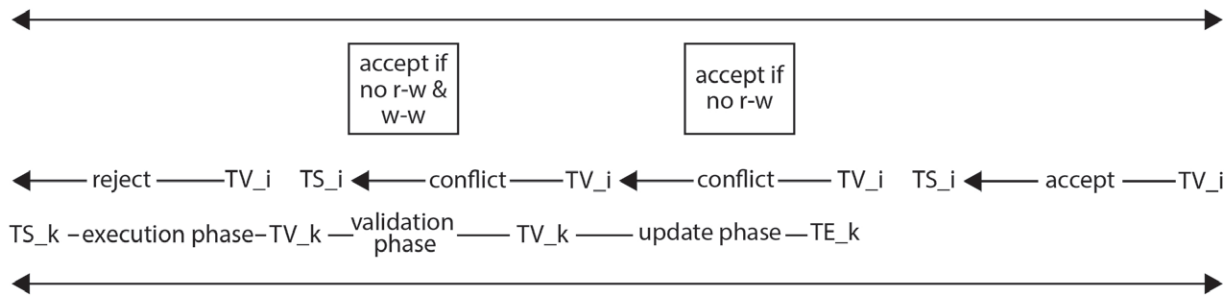 accept if
no r-w &
w-w
accept if
no r-w
reject TV_i TS_i conflict TV_i conflict TV_i TS_i accept TV_i
TS_k execution phase TV_k validation phase TV_k update phase TE_k